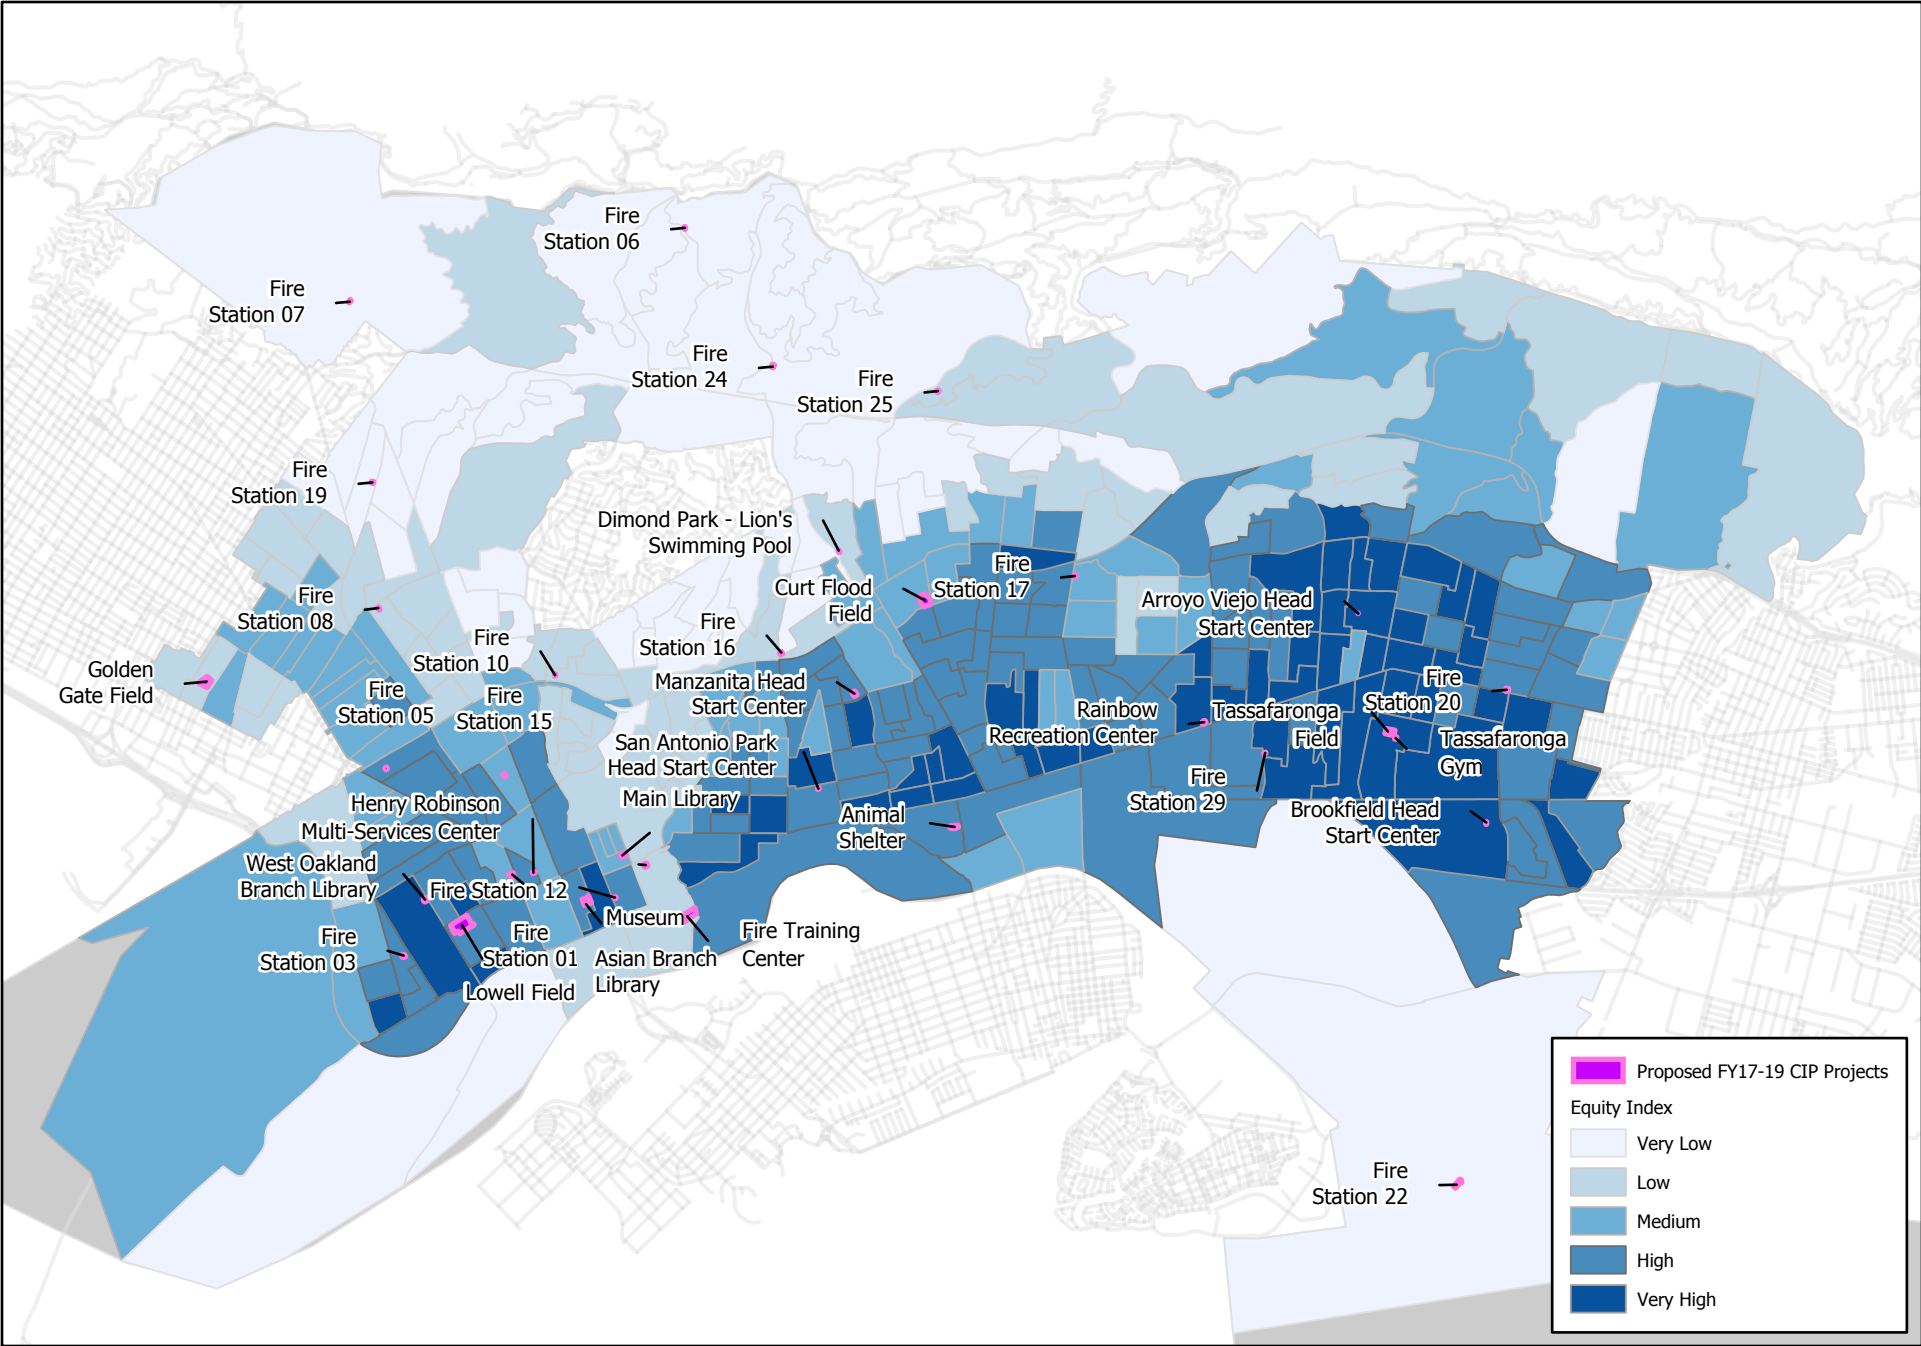 Fire
Station 06
Fire
Station 07
Fire
Station 24
Fire
Station 25
Fire
Station 19
Dimond Park - Lion's
Swimming Pool
Fire
Station 17
Curt Flood
Field
Fire
Station 08
Arroyo Viejo Head
Start Center
Fire
Station 16
Fire
Station 10
Golden
Gate Field
Manzanita Head
Start Center
Fire
Station 20
Fire
Station 05
Fire
Station 15
Rainbow
Recreation Center
Tassafaronga
Field
Tassafaronga
Gym
San Antonio Park
Head Start Center
Fire
Station 29
Main Library
Henry Robinson
Multi-Services Center
Animal
Shelter
Brookfield Head
Start Center
West Oakland
Branch Library
Fire Station 12
Museum
Fire
Station 03
Fire
Station 01
Fire Training
Center
Asian Branch
Library
Lowell Field
Fire
Station 22
Proposed FY17-19 CIP Projects
Equity Index
Very Low
Low
Medium
High
Very High